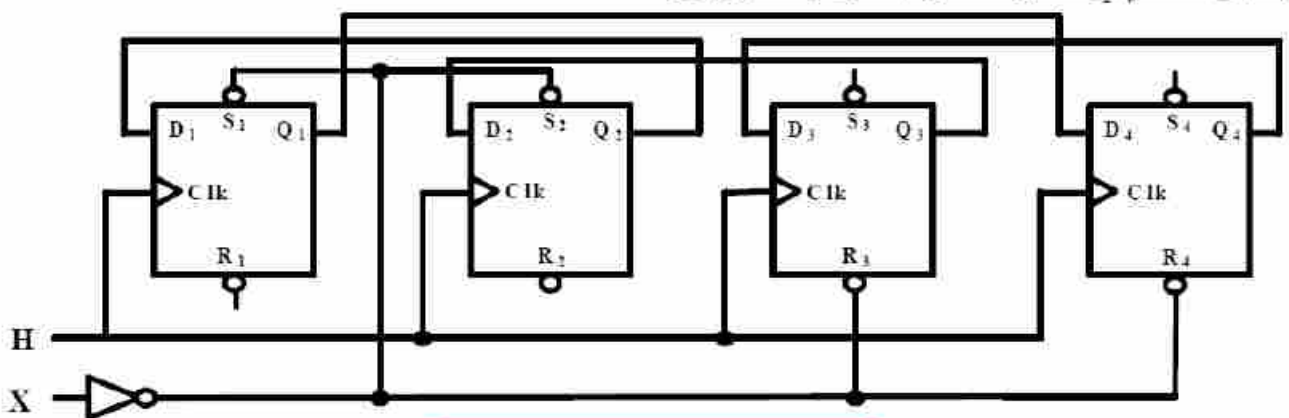 S1 S2 S3 S4
D1 Q1 D2 Q2 D3 Q3 D4 Q4
Clk Clk Clk Clk
R1 R2 R3 R4
H
X